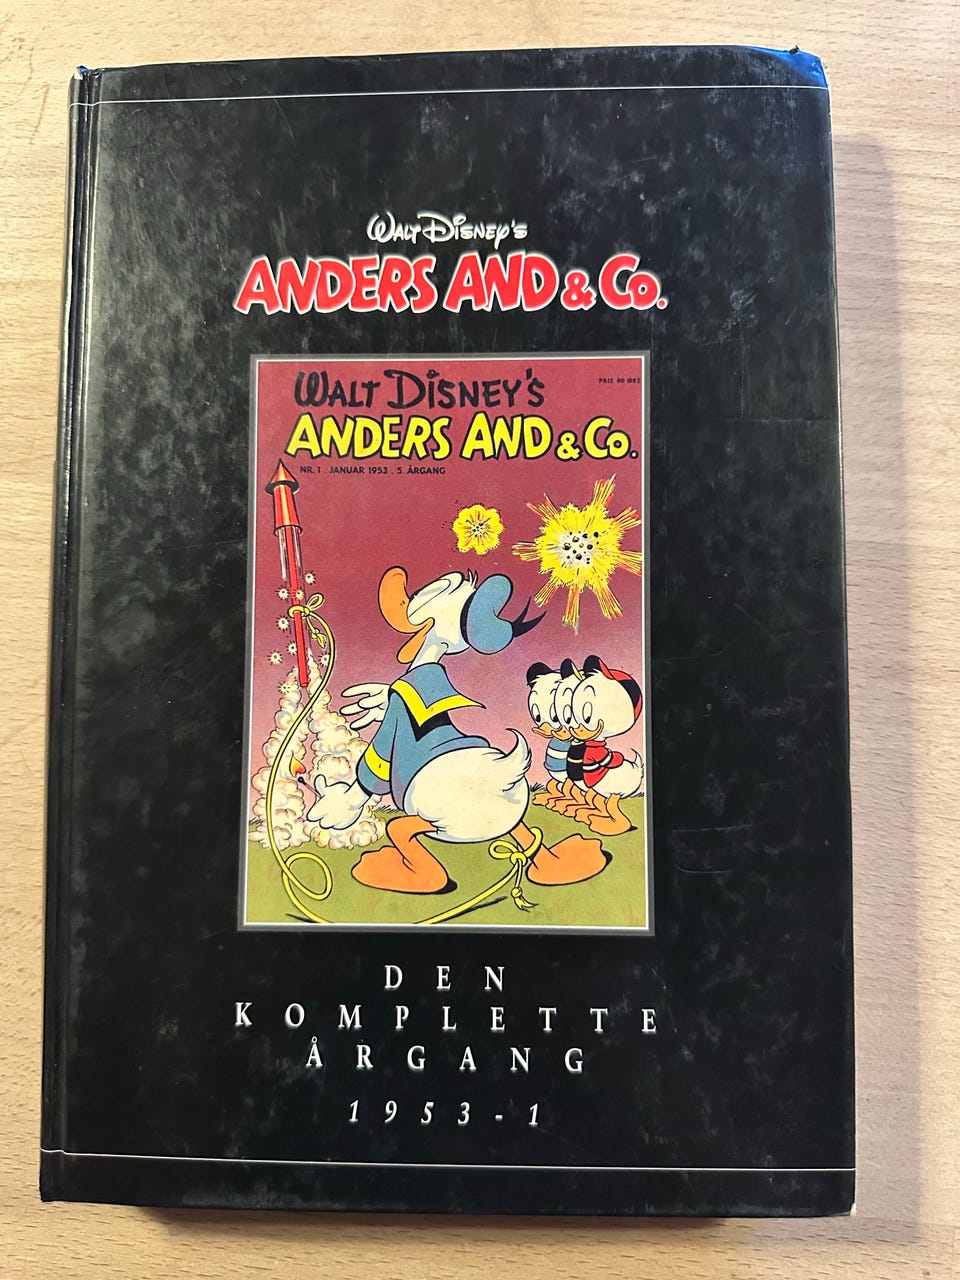 WALT DISNEY'S
ANDERS AND & Co.
PRIS 90 ØRE
WALT DISNEY'S
ANDERS AND & Co.
NR. 1 . JANUAR 1953 . 5. ÅRGANG
DEN
KOMPLETTE
ÅRGANG
1953-1